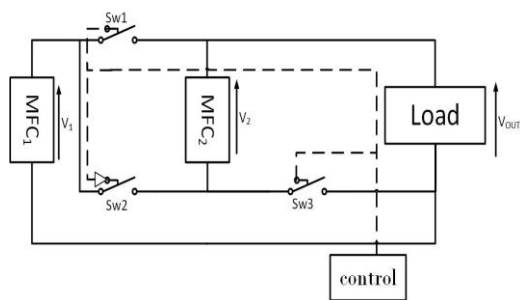 Sw1
MFC1
V1
MFC2
V2
Load
VOUT
Sw2
Sw3
control